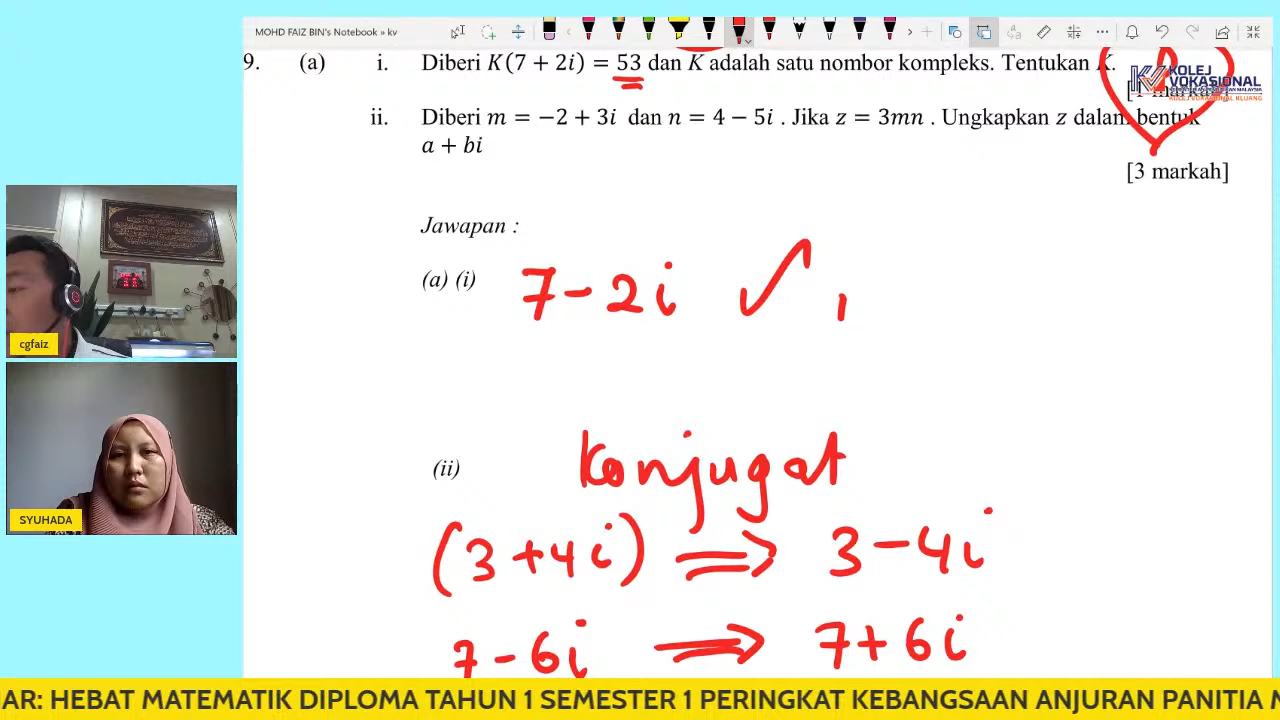 MOHD FAIZ BIN's Notebook » kv
9. (a) i. Diberi K(7 + 2i) = 53 dan K adalah satu nombor kompleks. Tentukan K.
KOLEJ
VOKASIONAL
KOLEJ VOKASIONAL KLUANG
ii. Diberi m = −2 + 3i dan n = 4 − 5i . Jika z = 3mn . Ungkapkan z dalam bentuk
a + bi
[3 markah]
Jawapan :
(a) (i) 7 - 2i
cgfaiz
(ii) Konjugat
SYUHADA
(3 + 4i) ⇒ 3 - 4i
7 - 6i ⇒ 7 + 6i
AR: HEBAT MATEMATIK DIPLOMA TAHUN 1 SEMESTER 1 PERINGKAT KEBANGSAAN ANJURAN PANITIA